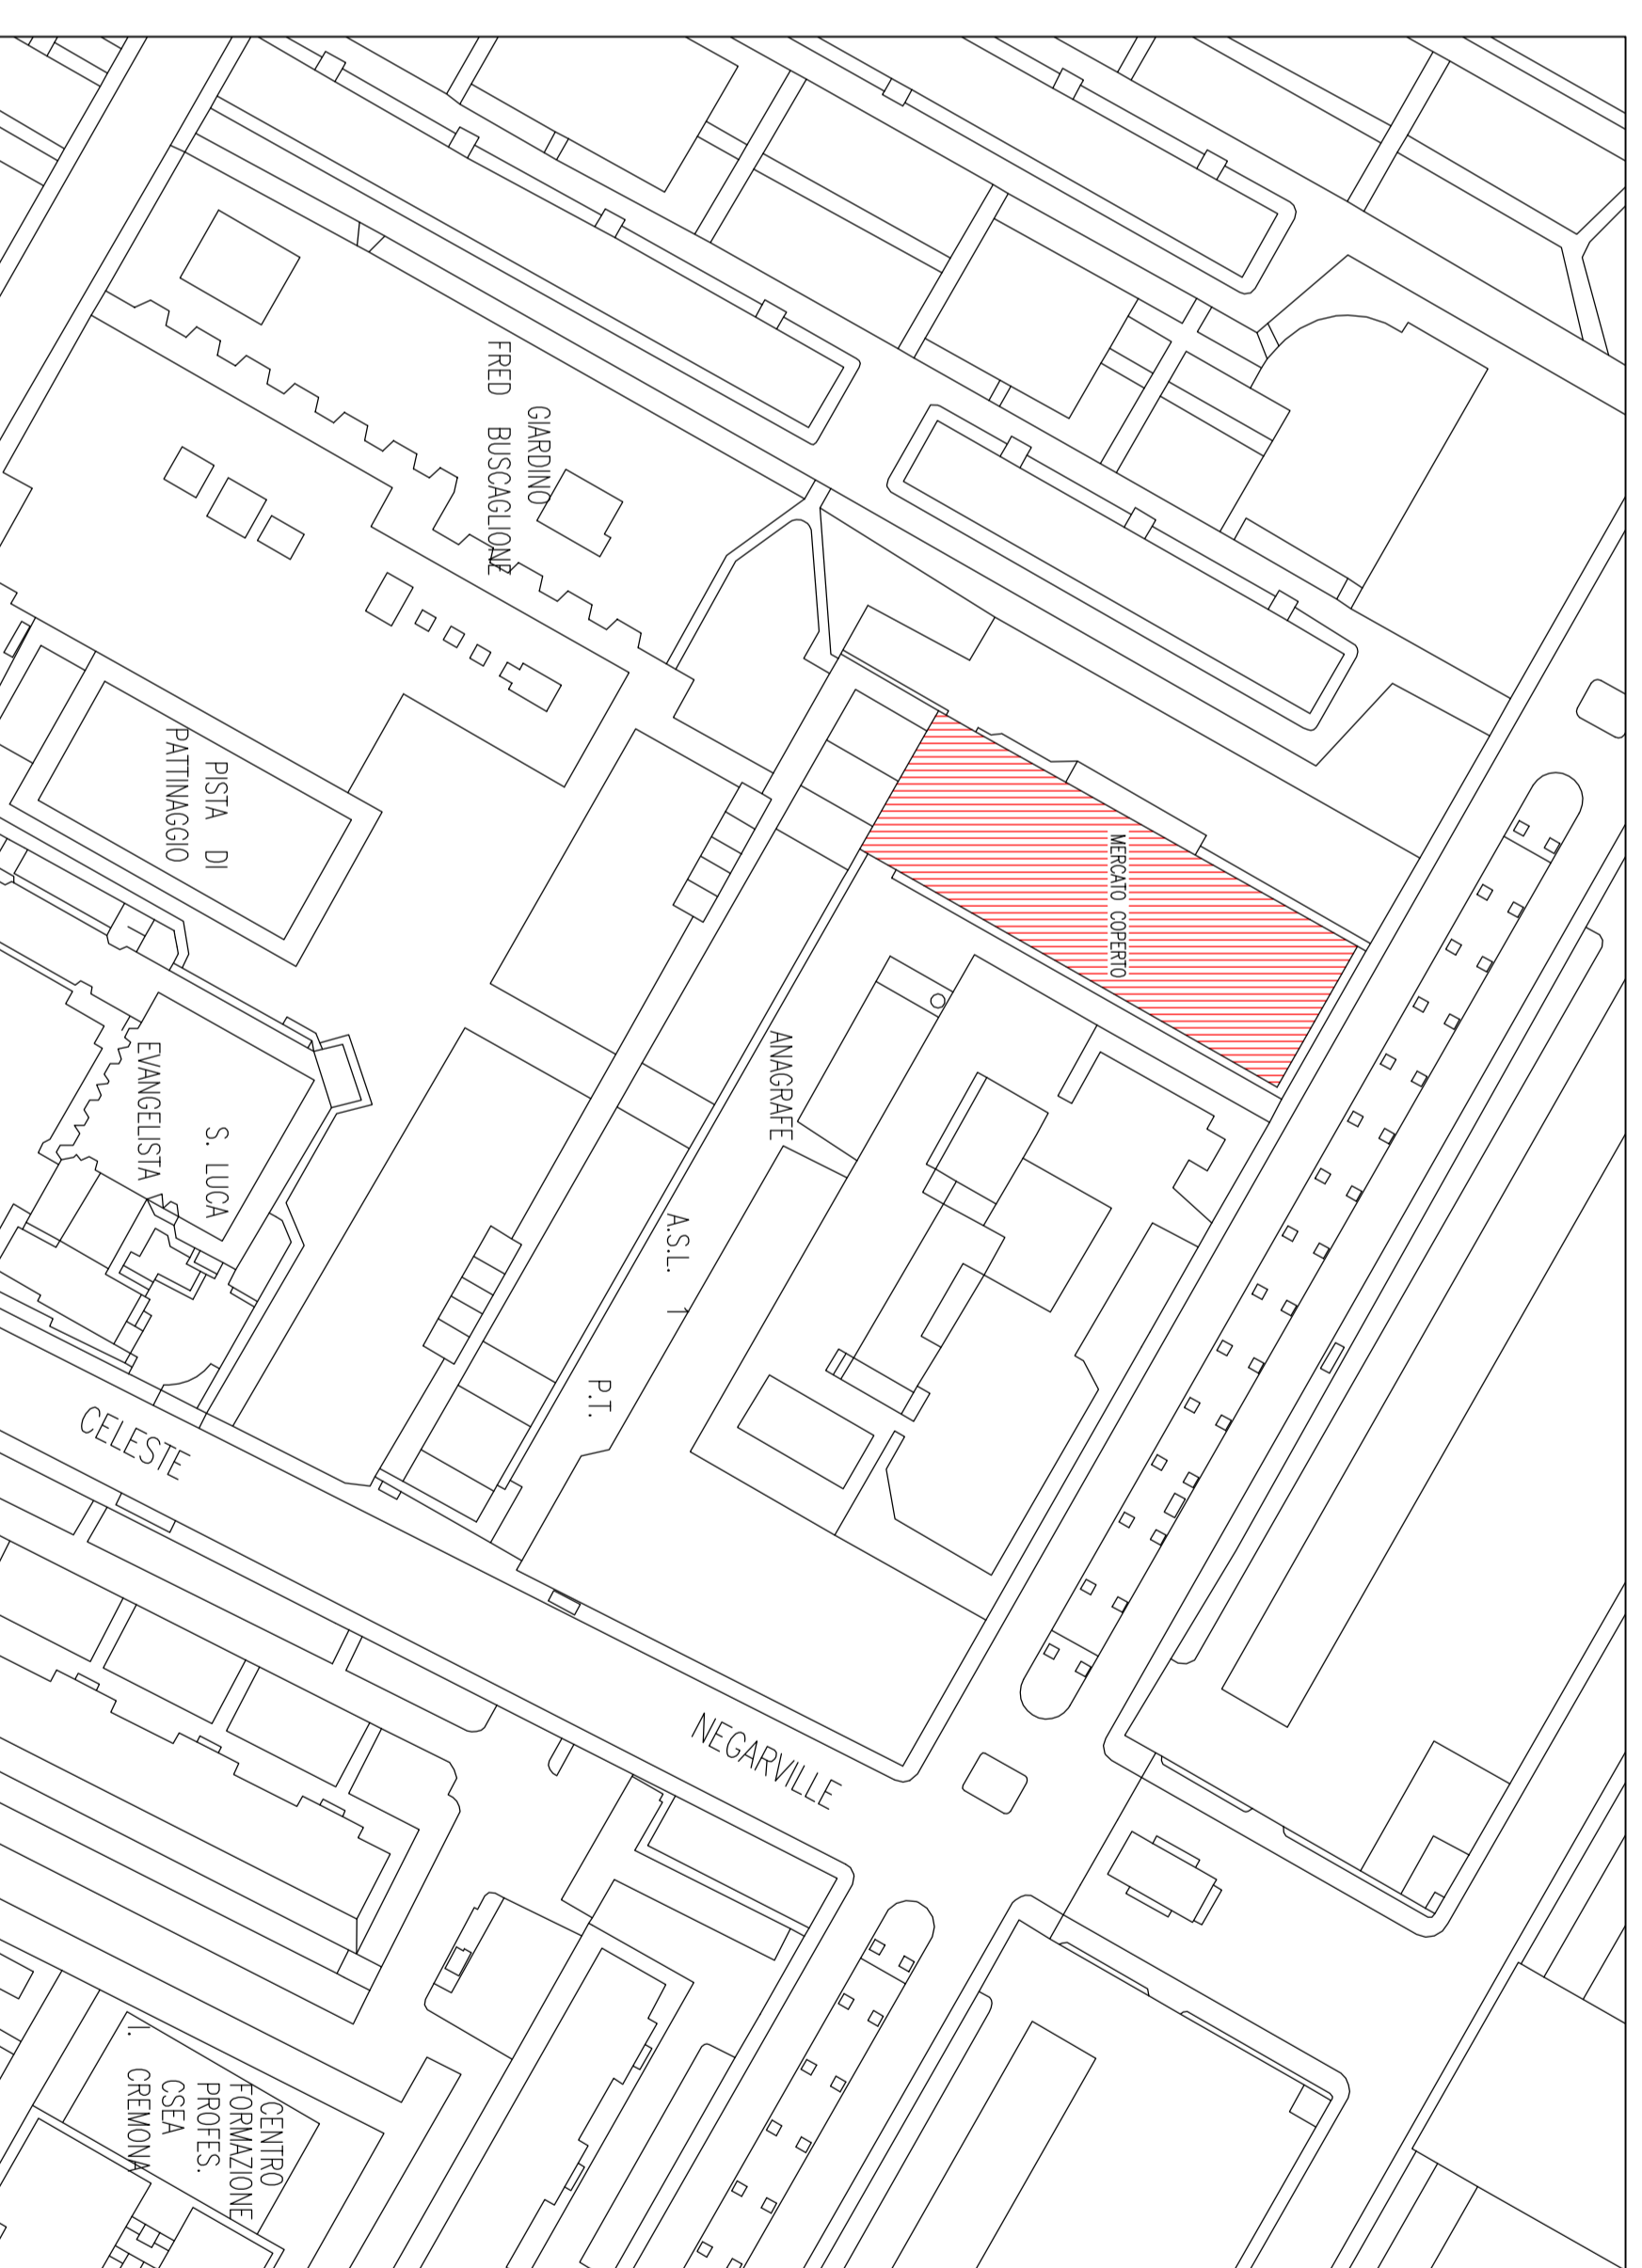 MERCATO COPERTO
GIARDINO
FRED BUSCAGLIONE
ANAGRAFE
A.S.L. 1
P.T.
PISTA DI
PATTINAGGIO
S. LUCA
EVANGELISTA
CELESTE
NEGARVILLE
CENTRO
FORMAZIONE
PROFES.
CSEA
I. CREMONA